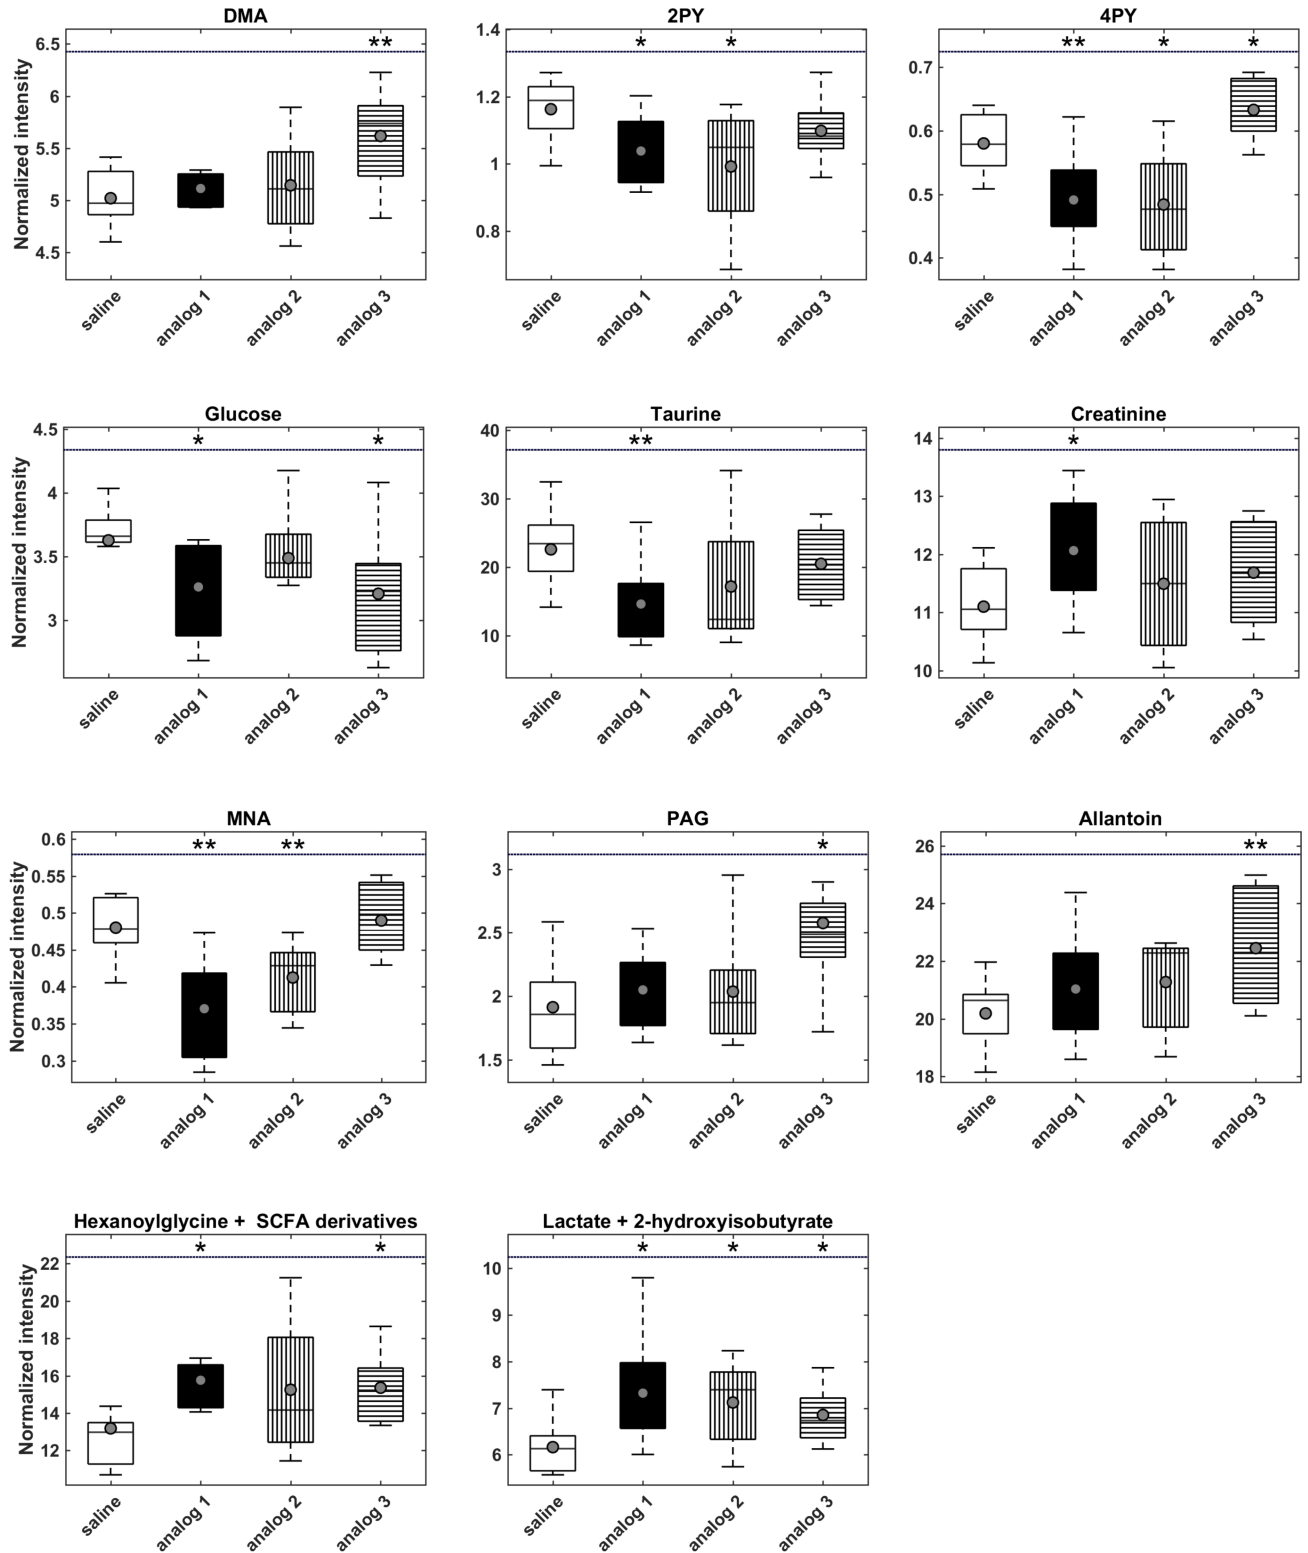 DMA
**
Normalized intensity
6.5
6
5.5
5
4.5
saline
analog 1
analog 2
analog 3
2PY
* *
1.4
1.2
1
0.8
saline
analog 1
analog 2
analog 3
4PY
** * *
0.7
0.6
0.5
0.4
saline
analog 1
analog 2
analog 3
Glucose
* *
Normalized intensity
4.5
4
3.5
3
saline
analog 1
analog 2
analog 3
Taurine
**
40
30
20
10
saline
analog 1
analog 2
analog 3
Creatinine
*
14
13
12
11
10
saline
analog 1
analog 2
analog 3
MNA
** **
Normalized intensity
0.6
0.55
0.5
0.45
0.4
0.35
0.3
saline
analog 1
analog 2
analog 3
PAG
*
3
2.5
2
1.5
saline
analog 1
analog 2
analog 3
Allantoin
**
26
24
22
20
18
saline
analog 1
analog 2
analog 3
Hexanoylglycine + SCFA derivatives
* *
Normalized intensity
22
20
18
16
14
12
saline
analog 1
analog 2
analog 3
Lactate + 2-hydroxyisobutyrate
* * *
10
9
8
7
6
saline
analog 1
analog 2
analog 3